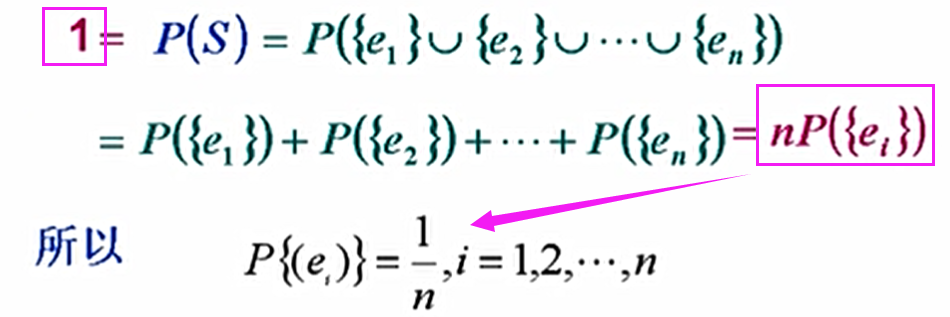 1 = P(S) = P({e₁}∪{e₂}∪⋯∪{eₙ})
= P({e₁}) + P({e₂}) + ⋯ + P({eₙ}) = nP({eᵢ})
所以 P{(eᵢ)} = 1/n, i = 1,2,⋯,n